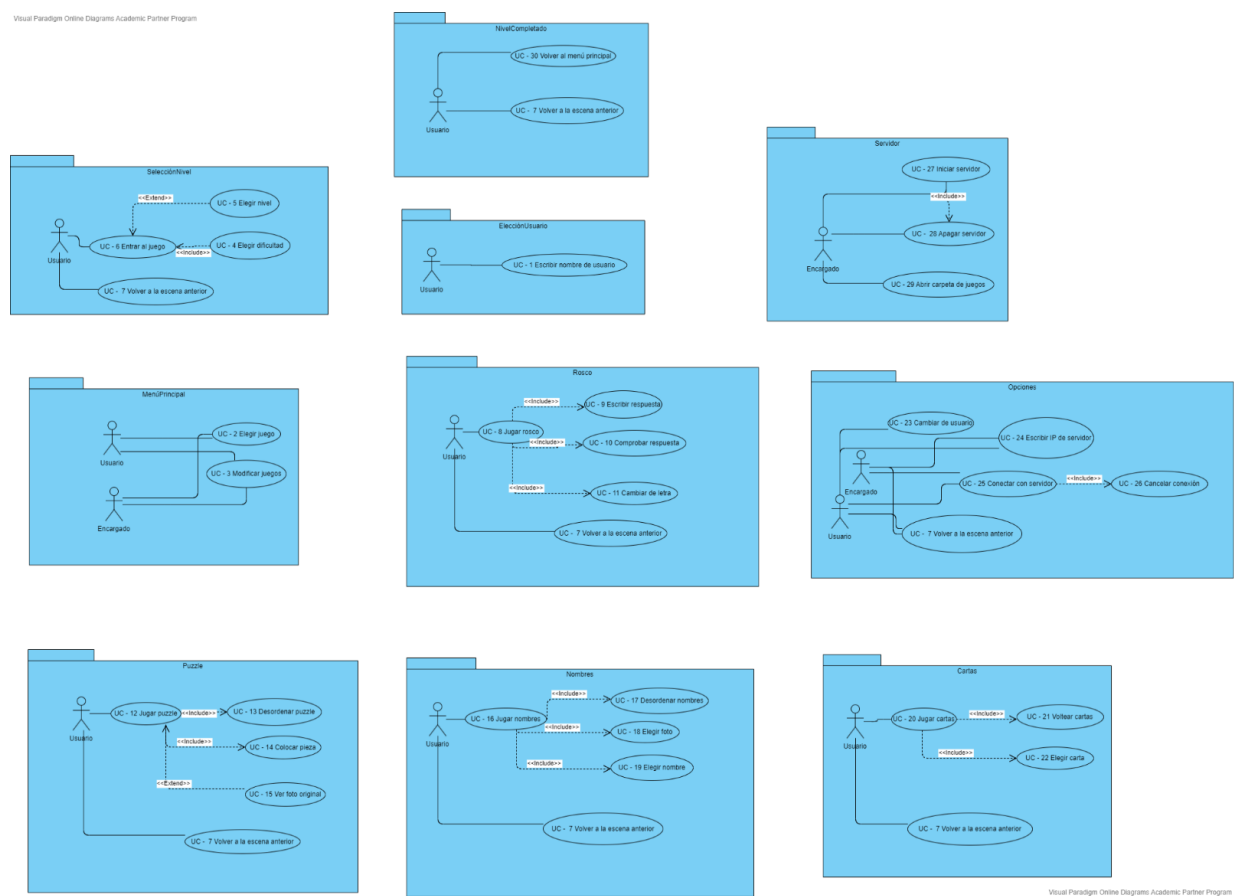 Visual Paradigm Online Diagrams Academic Partner Program
NivelCompletado
UC - 30 Volver al menú principal
UC - 7 Volver a la escena anterior
Usuario
SelecciónNivel
<<Extend>>
UC - 5 Elegir nivel
UC - 6 Entrar al juego
UC - 4 Elegir dificultad
<<Include>>
Usuario
UC - 7 Volver a la escena anterior
ElecciónUsuario
UC - 1 Escribir nombre de usuario
Usuario
Servidor
UC - 27 Iniciar servidor
<<Include>>
UC - 28 Apagar servidor
Encargado
UC - 29 Abrir carpeta de juegos
MenúPrincipal
UC - 2 Elegir juego
Usuario
UC - 3 Modificar juegos
Encargado
Rosco
<<Include>>
UC - 9 Escribir respuesta
UC - 8 Jugar rosco
<<Include>>
UC - 10 Comprobar respuesta
Usuario
<<Include>>
UC - 11 Cambiar de letra
UC - 7 Volver a la escena anterior
Opciones
UC - 23 Cambiar de usuario
UC - 24 Escribir IP de servidor
Encargado
UC - 25 Conectar con servidor
<<Include>>
UC - 26 Cancelar conexión
Usuario
UC - 7 Volver a la escena anterior
Puzzle
UC - 12 Jugar puzzle
<<Include>>
UC - 13 Desordenar puzzle
Usuario
<<Include>>
UC - 14 Colocar pieza
<<Extend>>
UC - 15 Ver foto original
UC - 7 Volver a la escena anterior
Nombres
<<Include>>
UC - 17 Desordenar nombres
UC - 16 Jugar nombres
<<Include>>
UC - 18 Elegir foto
Usuario
<<Include>>
UC - 19 Elegir nombre
UC - 7 Volver a la escena anterior
Cartas
UC - 20 Jugar cartas
<<Include>>
UC - 21 Voltear cartas
Usuario
<<Include>>
UC - 22 Elegir carta
UC - 7 Volver a la escena anterior
Visual Paradigm Online Diagrams Academic Partner Program